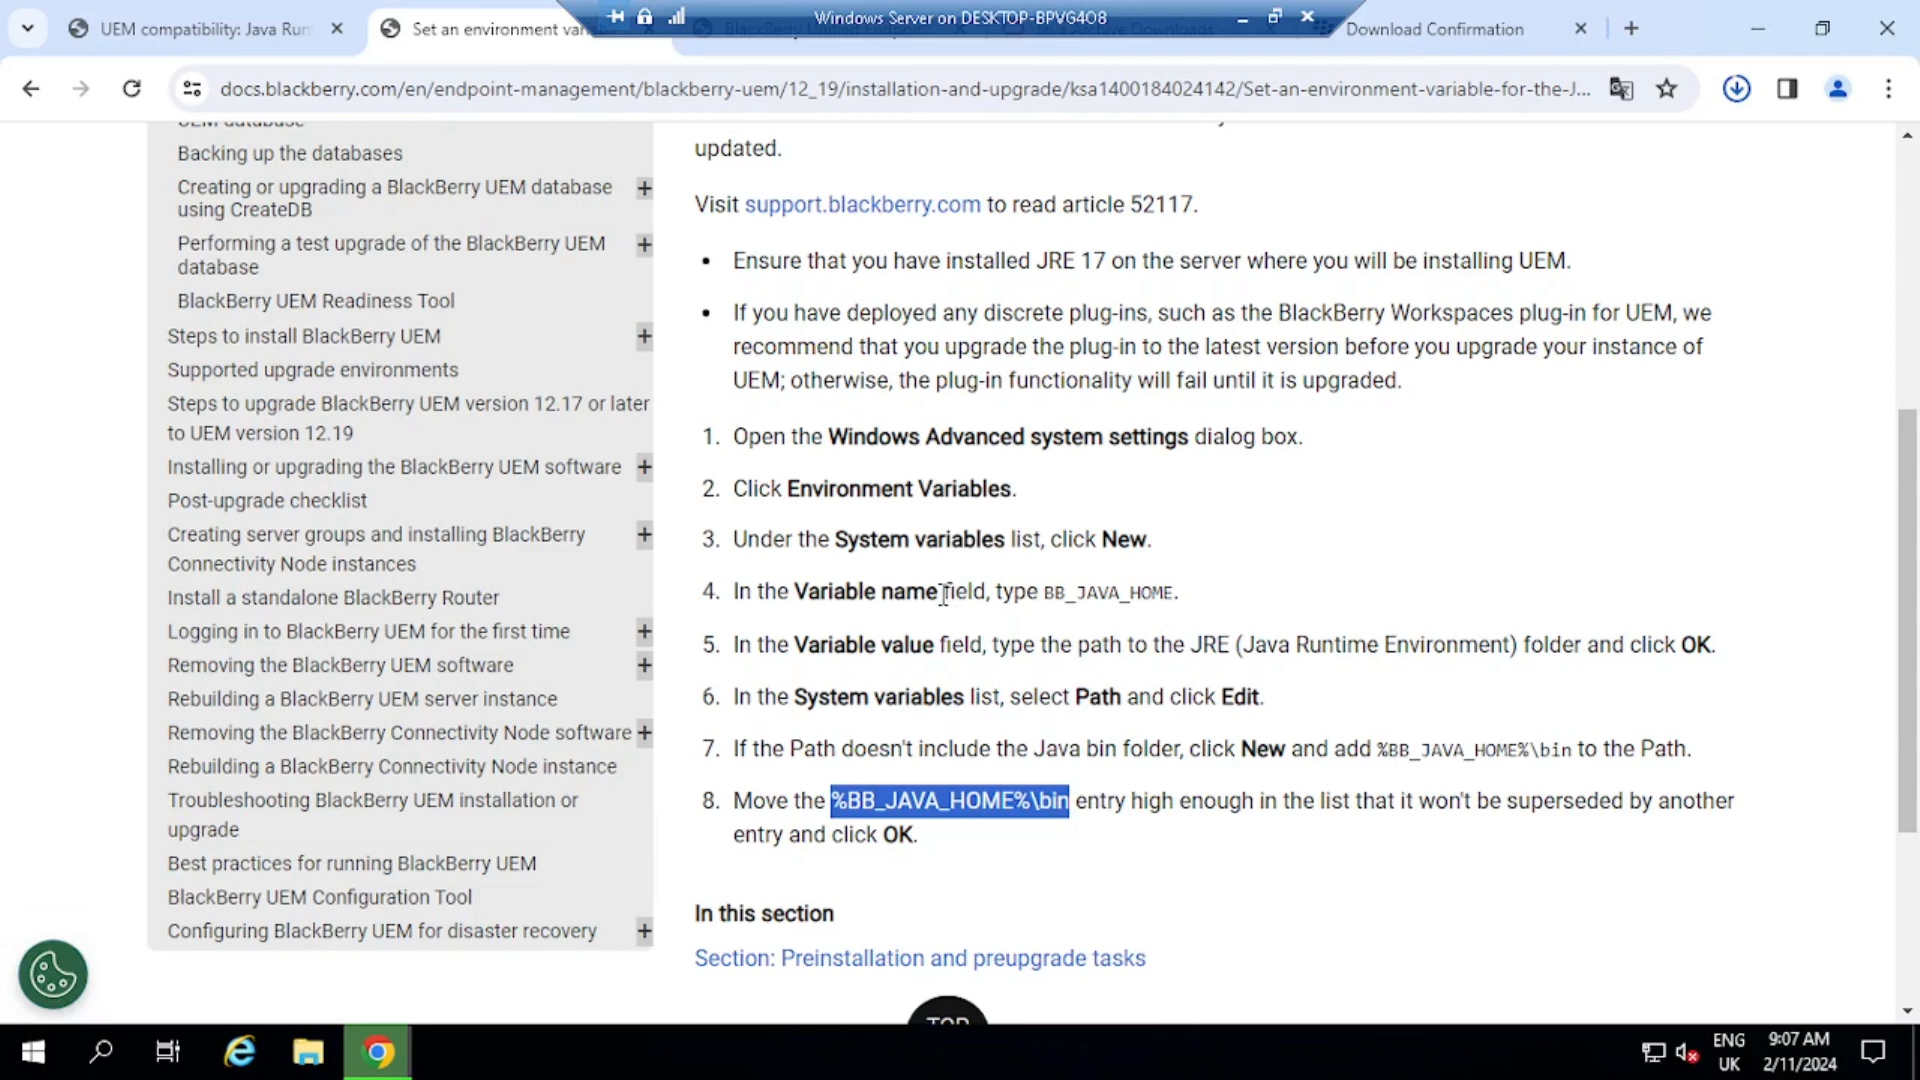 Windows Server on DESKTOP-BPVG4O8
UEM compatibility: Java Run
Set an environment vari
Download Confirmation
docs.blackberry.com/en/endpoint-management/blackberry-uem/12_19/installation-and-upgrade/ksa1400184024142/Set-an-environment-variable-for-the-J...
UEM database
Backing up the databases
Creating or upgrading a BlackBerry UEM database
using CreateDB
Performing a test upgrade of the BlackBerry UEM
database
BlackBerry UEM Readiness Tool
Steps to install BlackBerry UEM
Supported upgrade environments
Steps to upgrade BlackBerry UEM version 12.17 or later
to UEM version 12.19
Installing or upgrading the BlackBerry UEM software
Post-upgrade checklist
Creating server groups and installing BlackBerry
Connectivity Node instances
Install a standalone BlackBerry Router
Logging in to BlackBerry UEM for the first time
Removing the BlackBerry UEM software
Rebuilding a BlackBerry UEM server instance
Removing the BlackBerry Connectivity Node software
Rebuilding a BlackBerry Connectivity Node instance
Troubleshooting BlackBerry UEM installation or
upgrade
Best practices for running BlackBerry UEM
BlackBerry UEM Configuration Tool
Configuring BlackBerry UEM for disaster recovery
updated.
Visit support.blackberry.com to read article 52117.
• Ensure that you have installed JRE 17 on the server where you will be installing UEM.
• If you have deployed any discrete plug-ins, such as the BlackBerry Workspaces plug-in for UEM, we
recommend that you upgrade the plug-in to the latest version before you upgrade your instance of
UEM; otherwise, the plug-in functionality will fail until it is upgraded.
1. Open the Windows Advanced system settings dialog box.
2. Click Environment Variables.
3. Under the System variables list, click New.
4. In the Variable name field, type BB_JAVA_HOME.
5. In the Variable value field, type the path to the JRE (Java Runtime Environment) folder and click OK.
6. In the System variables list, select Path and click Edit.
7. If the Path doesn't include the Java bin folder, click New and add %BB_JAVA_HOME%\bin to the Path.
8. Move the %BB_JAVA_HOME%\bin entry high enough in the list that it won't be superseded by another
entry and click OK.
In this section
Section: Preinstallation and preupgrade tasks
TOP
ENG
UK
9:07 AM
2/11/2024